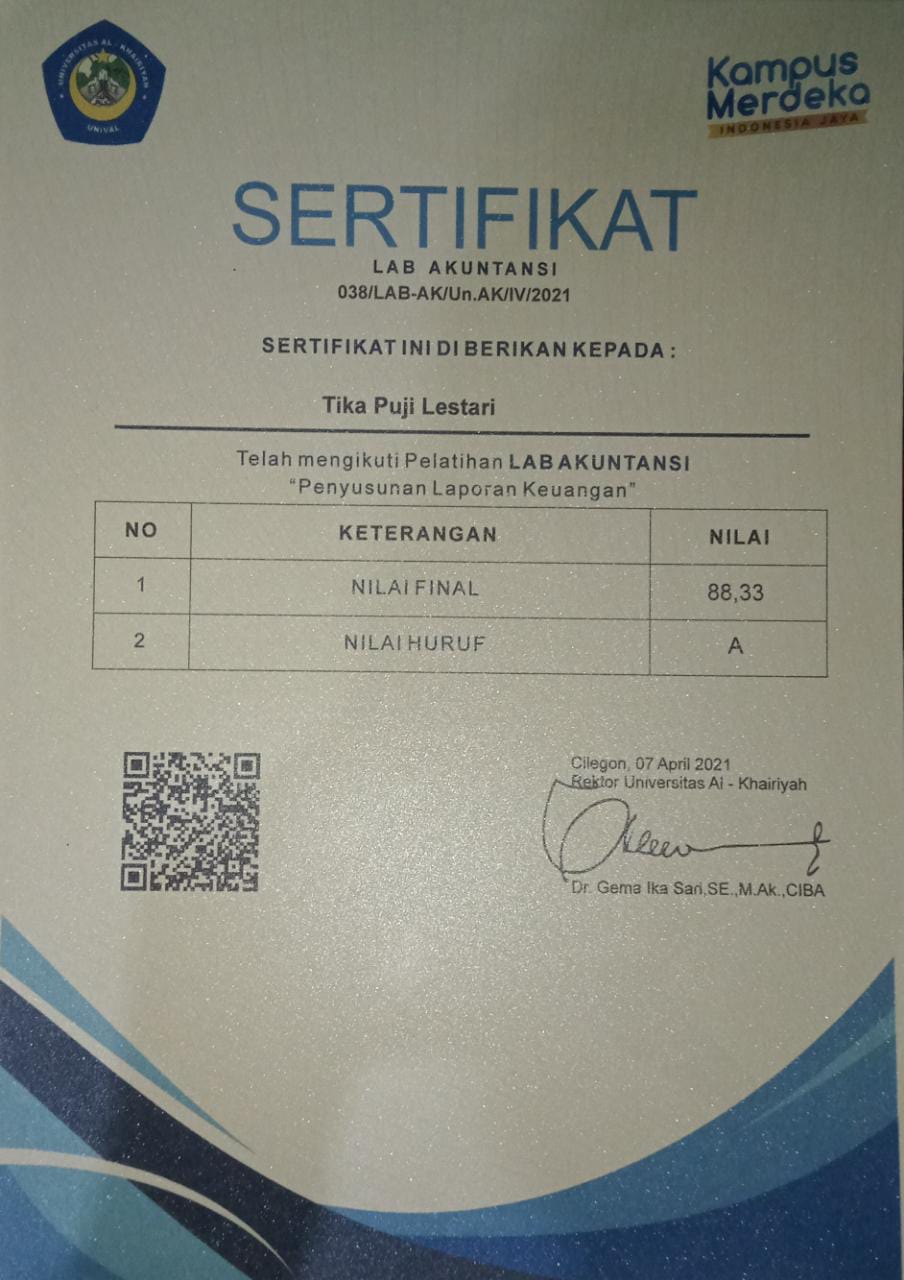 UNIVERSITAS AL - KHAIRIYAH
UNIVAL
Kampus
Merdeka
INDONESIA JAYA
SERTIFIKAT
LAB AKUNTANSI
038/LAB-AK/Un.AK/IV/2021
SERTIFIKAT INI DI BERIKAN KEPADA :
Tika Puji Lestari
Telah mengikuti Pelatihan LAB AKUNTANSI
“Penyusunan Laporan Keuangan”
NO KETERANGAN NILAI
1 NILAI FINAL 88,33
2 NILAI HURUF A
Cilegon, 07 April 2021
Rektor Universitas Al - Khairiyah
Dr. Gema Ika Sari,SE.,M.Ak.,CIBA